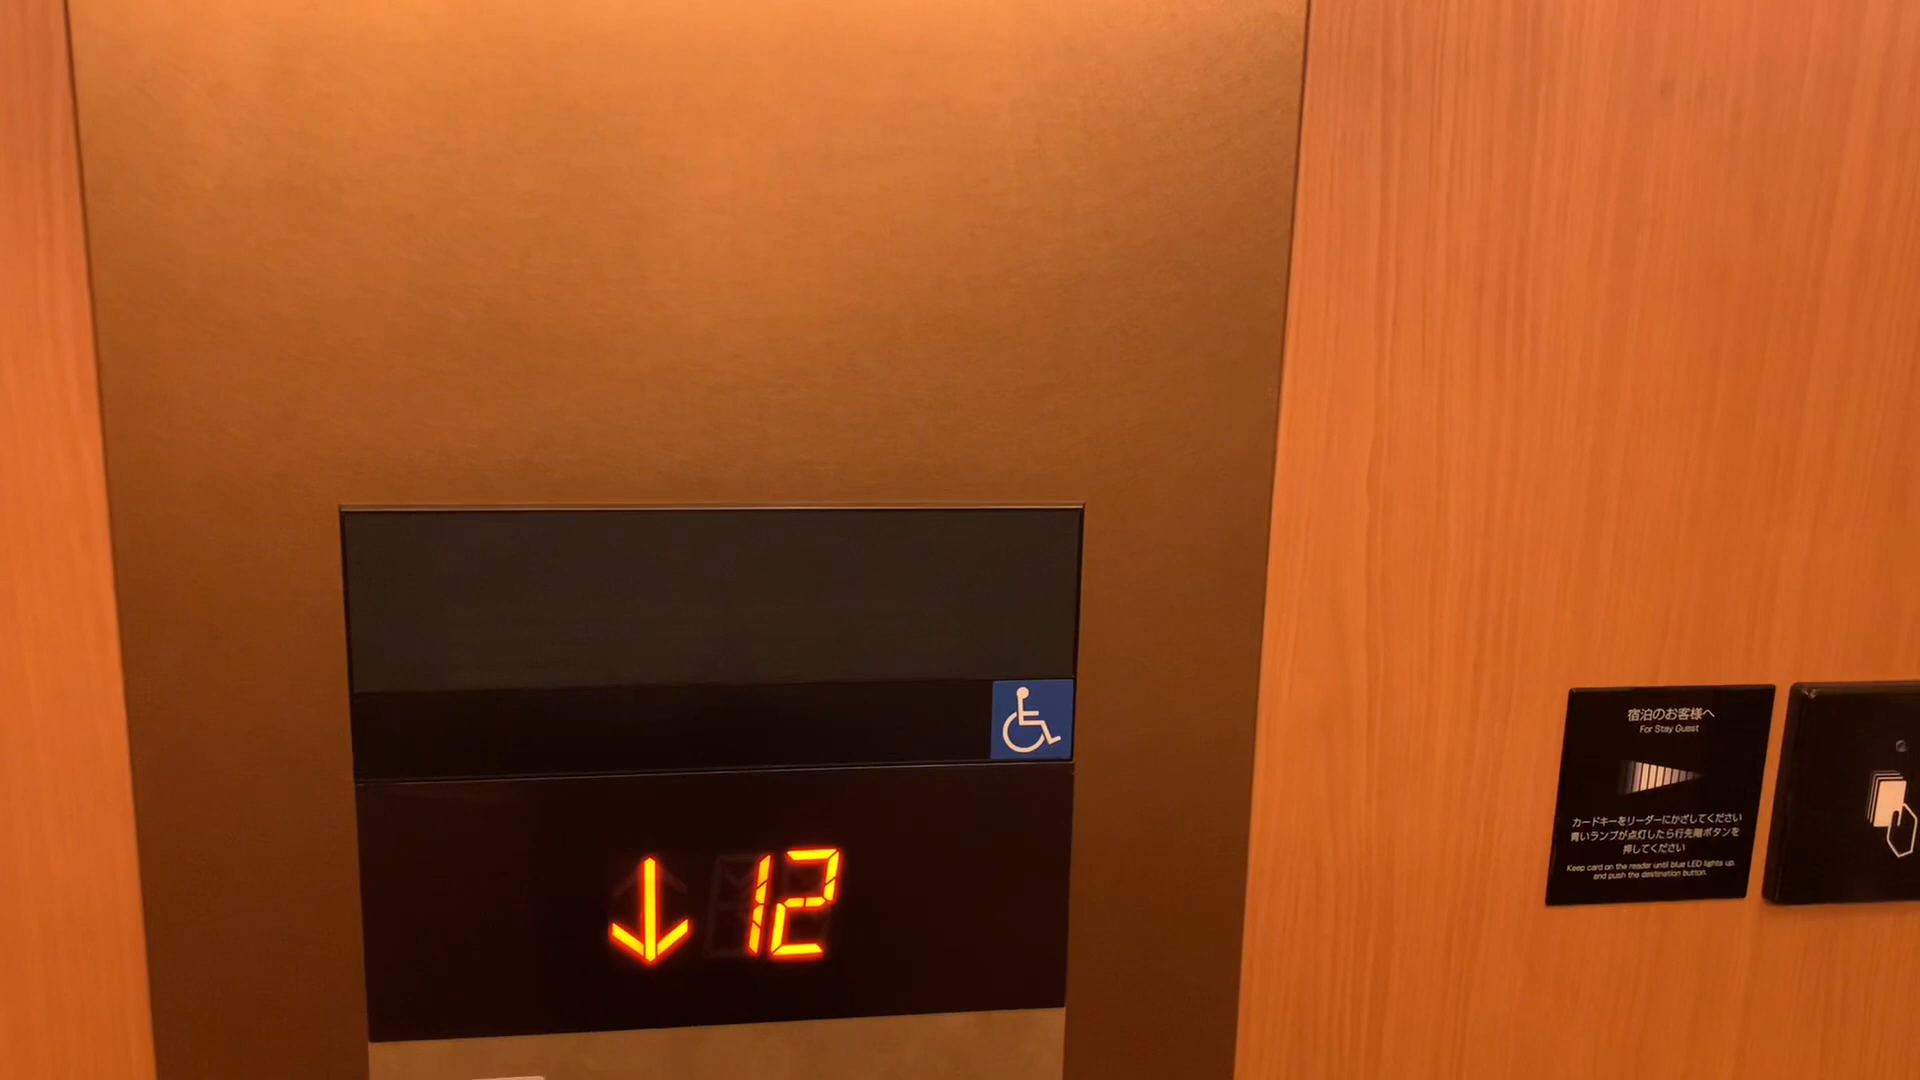 12
宿泊のお客様へ
For Stay Guest
カードキーをリーダーにかざしてください
青いランプが点灯したら行先階ボタンを
押してください
Keep card on the reader until blue LED lights up.
and push the destination button.